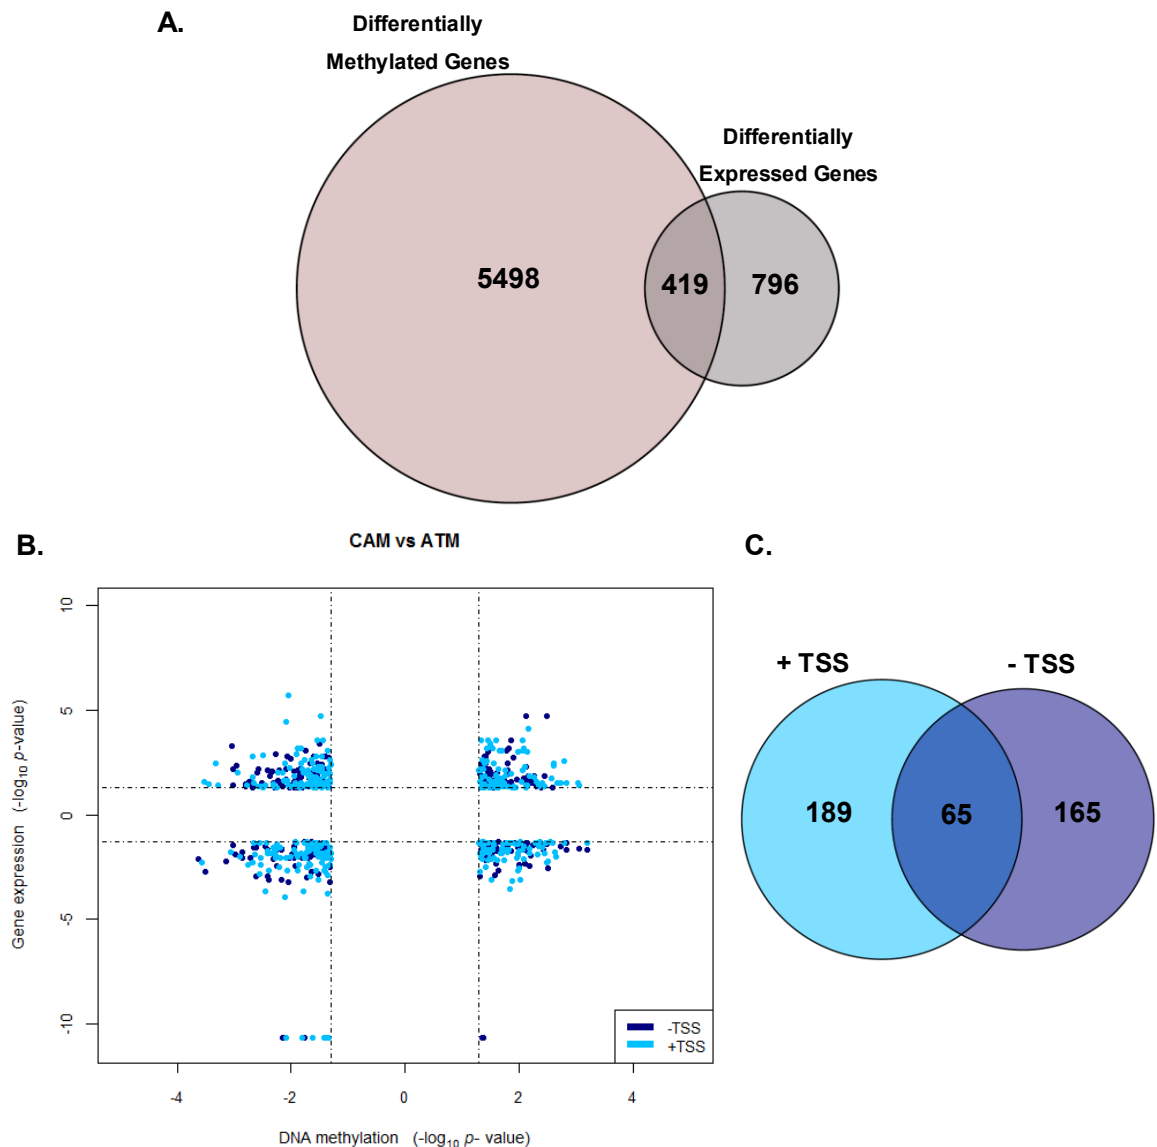 A.
Differentially
Methylated Genes
Differentially
Expressed Genes
5498
419
796
B.
CAM vs ATM
10
5
0
-5
-10
Gene expression (-log10 p-value)
-4
-2
0
2
4
DNA methylation (-log10 p- value)
-TSS
+TSS
C.
+ TSS
- TSS
189
65
165